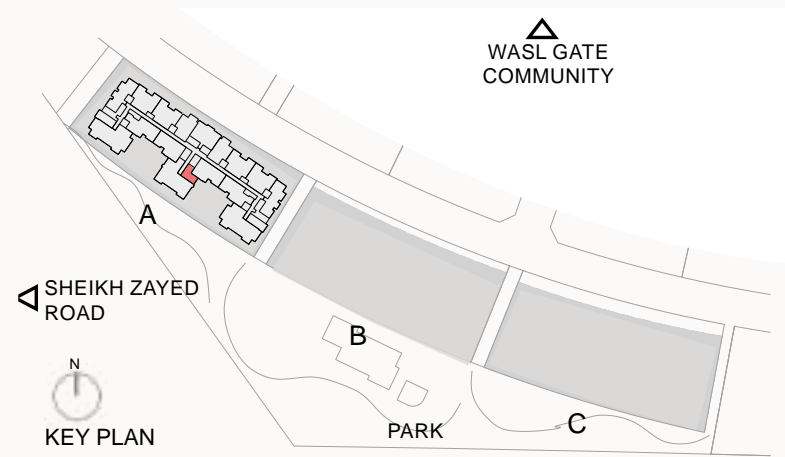 WASL GATE
COMMUNITY
A
SHEIKH ZAYED
ROAD
B
N
C
PARK
KEY PLAN